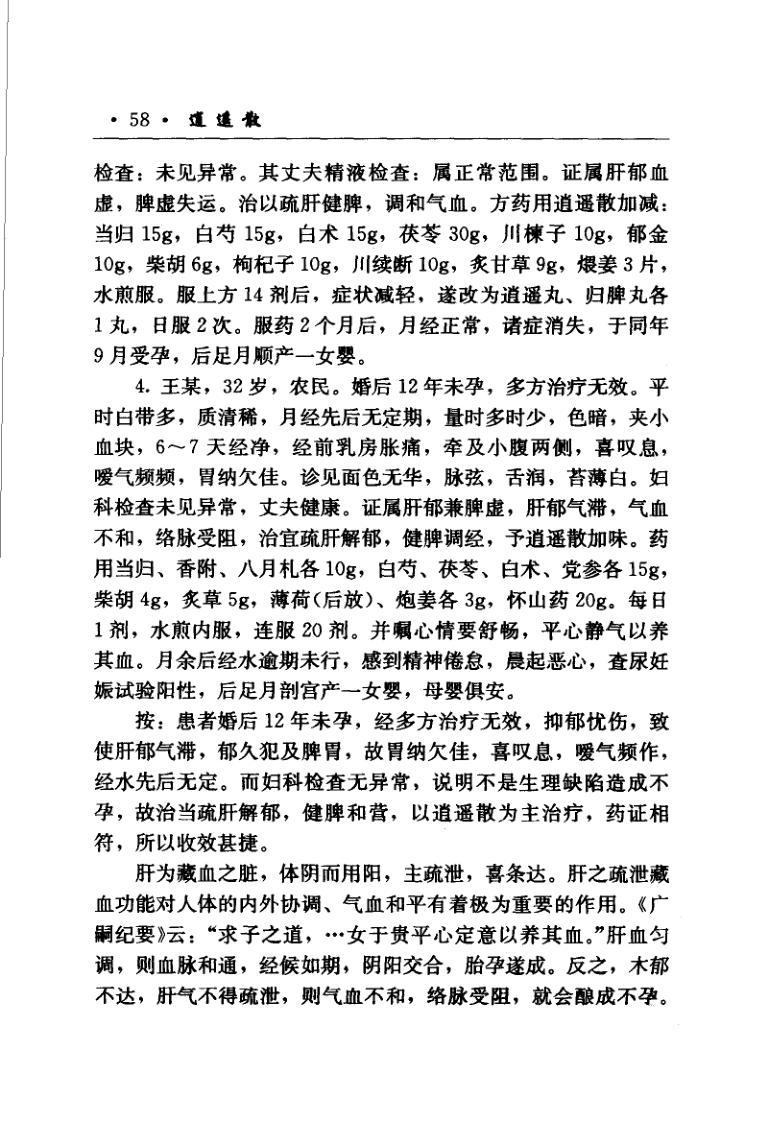 · 58 · 逍遥散
检查：未见异常。其丈夫精液检查：属正常范围。证属肝郁血
虚，脾虚失运。治以疏肝健脾，调和气血。方药用逍遥散加减：
当归 15g，白芍 15g，白术 15g，茯苓 30g，川楝子 10g，郁金
10g，柴胡 6g，枸杞子 10g，川续断 10g，炙甘草 9g，煨姜 3 片，
水煎服。服上方 14 剂后，症状减轻，遂改为逍遥丸、归脾丸各
1 丸，日服 2 次。服药 2 个月后，月经正常，诸症消失，于同年
9 月受孕，后足月顺产一女婴。
4. 王某，32 岁，农民。婚后 12 年未孕，多方治疗无效。平
时白带多，质清稀，月经先后无定期，量时多时少，色暗，夹小
血块，6～7 天经净，经前乳房胀痛，牵及小腹两侧，喜叹息，
嗳气频频，胃纳欠佳。诊见面色无华，脉弦，舌润，苔薄白。妇
科检查未见异常，丈夫健康。证属肝郁兼脾虚，肝郁气滞，气血
不和，络脉受阻，治宜疏肝解郁，健脾调经，予逍遥散加味。药
用当归、香附、八月札各 10g，白芍、茯苓、白术、党参各 15g，
柴胡 4g，炙草 5g，薄荷（后放）、炮姜各 3g，怀山药 20g。每日
1 剂，水煎内服，连服 20 剂。并嘱心情要舒畅，平心静气以养
其血。月余后经水逾期未行，感到精神倦怠，晨起恶心，查尿妊
娠试验阳性，后足月剖宫产一女婴，母婴俱安。
按：患者婚后 12 年未孕，经多方治疗无效，抑郁忧伤，致
使肝郁气滞，郁久犯及脾胃，故胃纳欠佳，喜叹息，嗳气频作，
经水先后无定。而妇科检查无异常，说明不是生理缺陷造成不
孕，故治当疏肝解郁，健脾和营，以逍遥散为主治疗，药证相
符，所以收效甚捷。
肝为藏血之脏，体阴而用阳，主疏泄，喜条达。肝之疏泄藏
血功能对人体的内外协调、气血和平有着极为重要的作用。《广
嗣纪要》云：“求子之道，…女于贵平心定意以养其血。”肝血匀
调，则血脉和通，经候如期，阴阳交合，胎孕遂成。反之，木郁
不达，肝气不得疏泄，则气血不和，络脉受阻，就会酿成不孕。